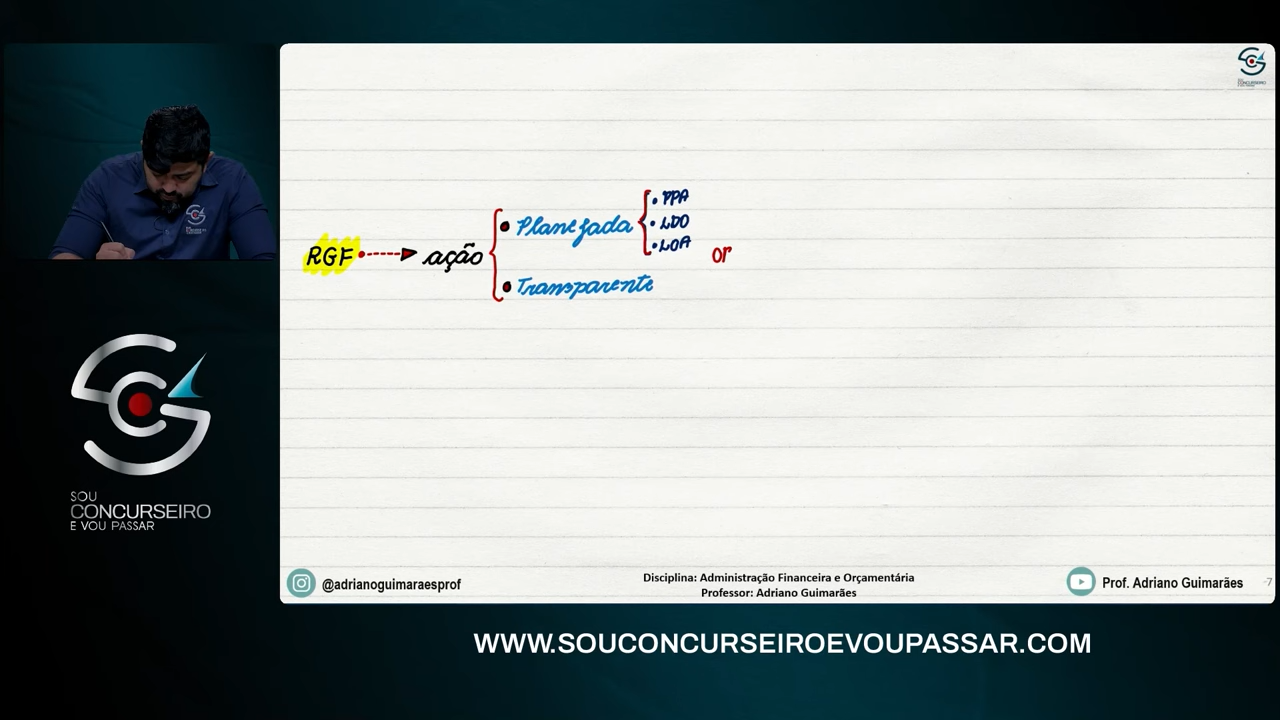 • PPA
• Planejada
• LDO
• LOA
RGF
ação
or
• Transparente
SOU
CONCURSEIRO
E VOU PASSAR
@adrianoguimaraesprof
Disciplina: Administração Financeira e Orçamentária
Professor: Adriano Guimarães
Prof. Adriano Guimarães
WWW.SOUCONCURSEIROEVOUPASSAR.COM